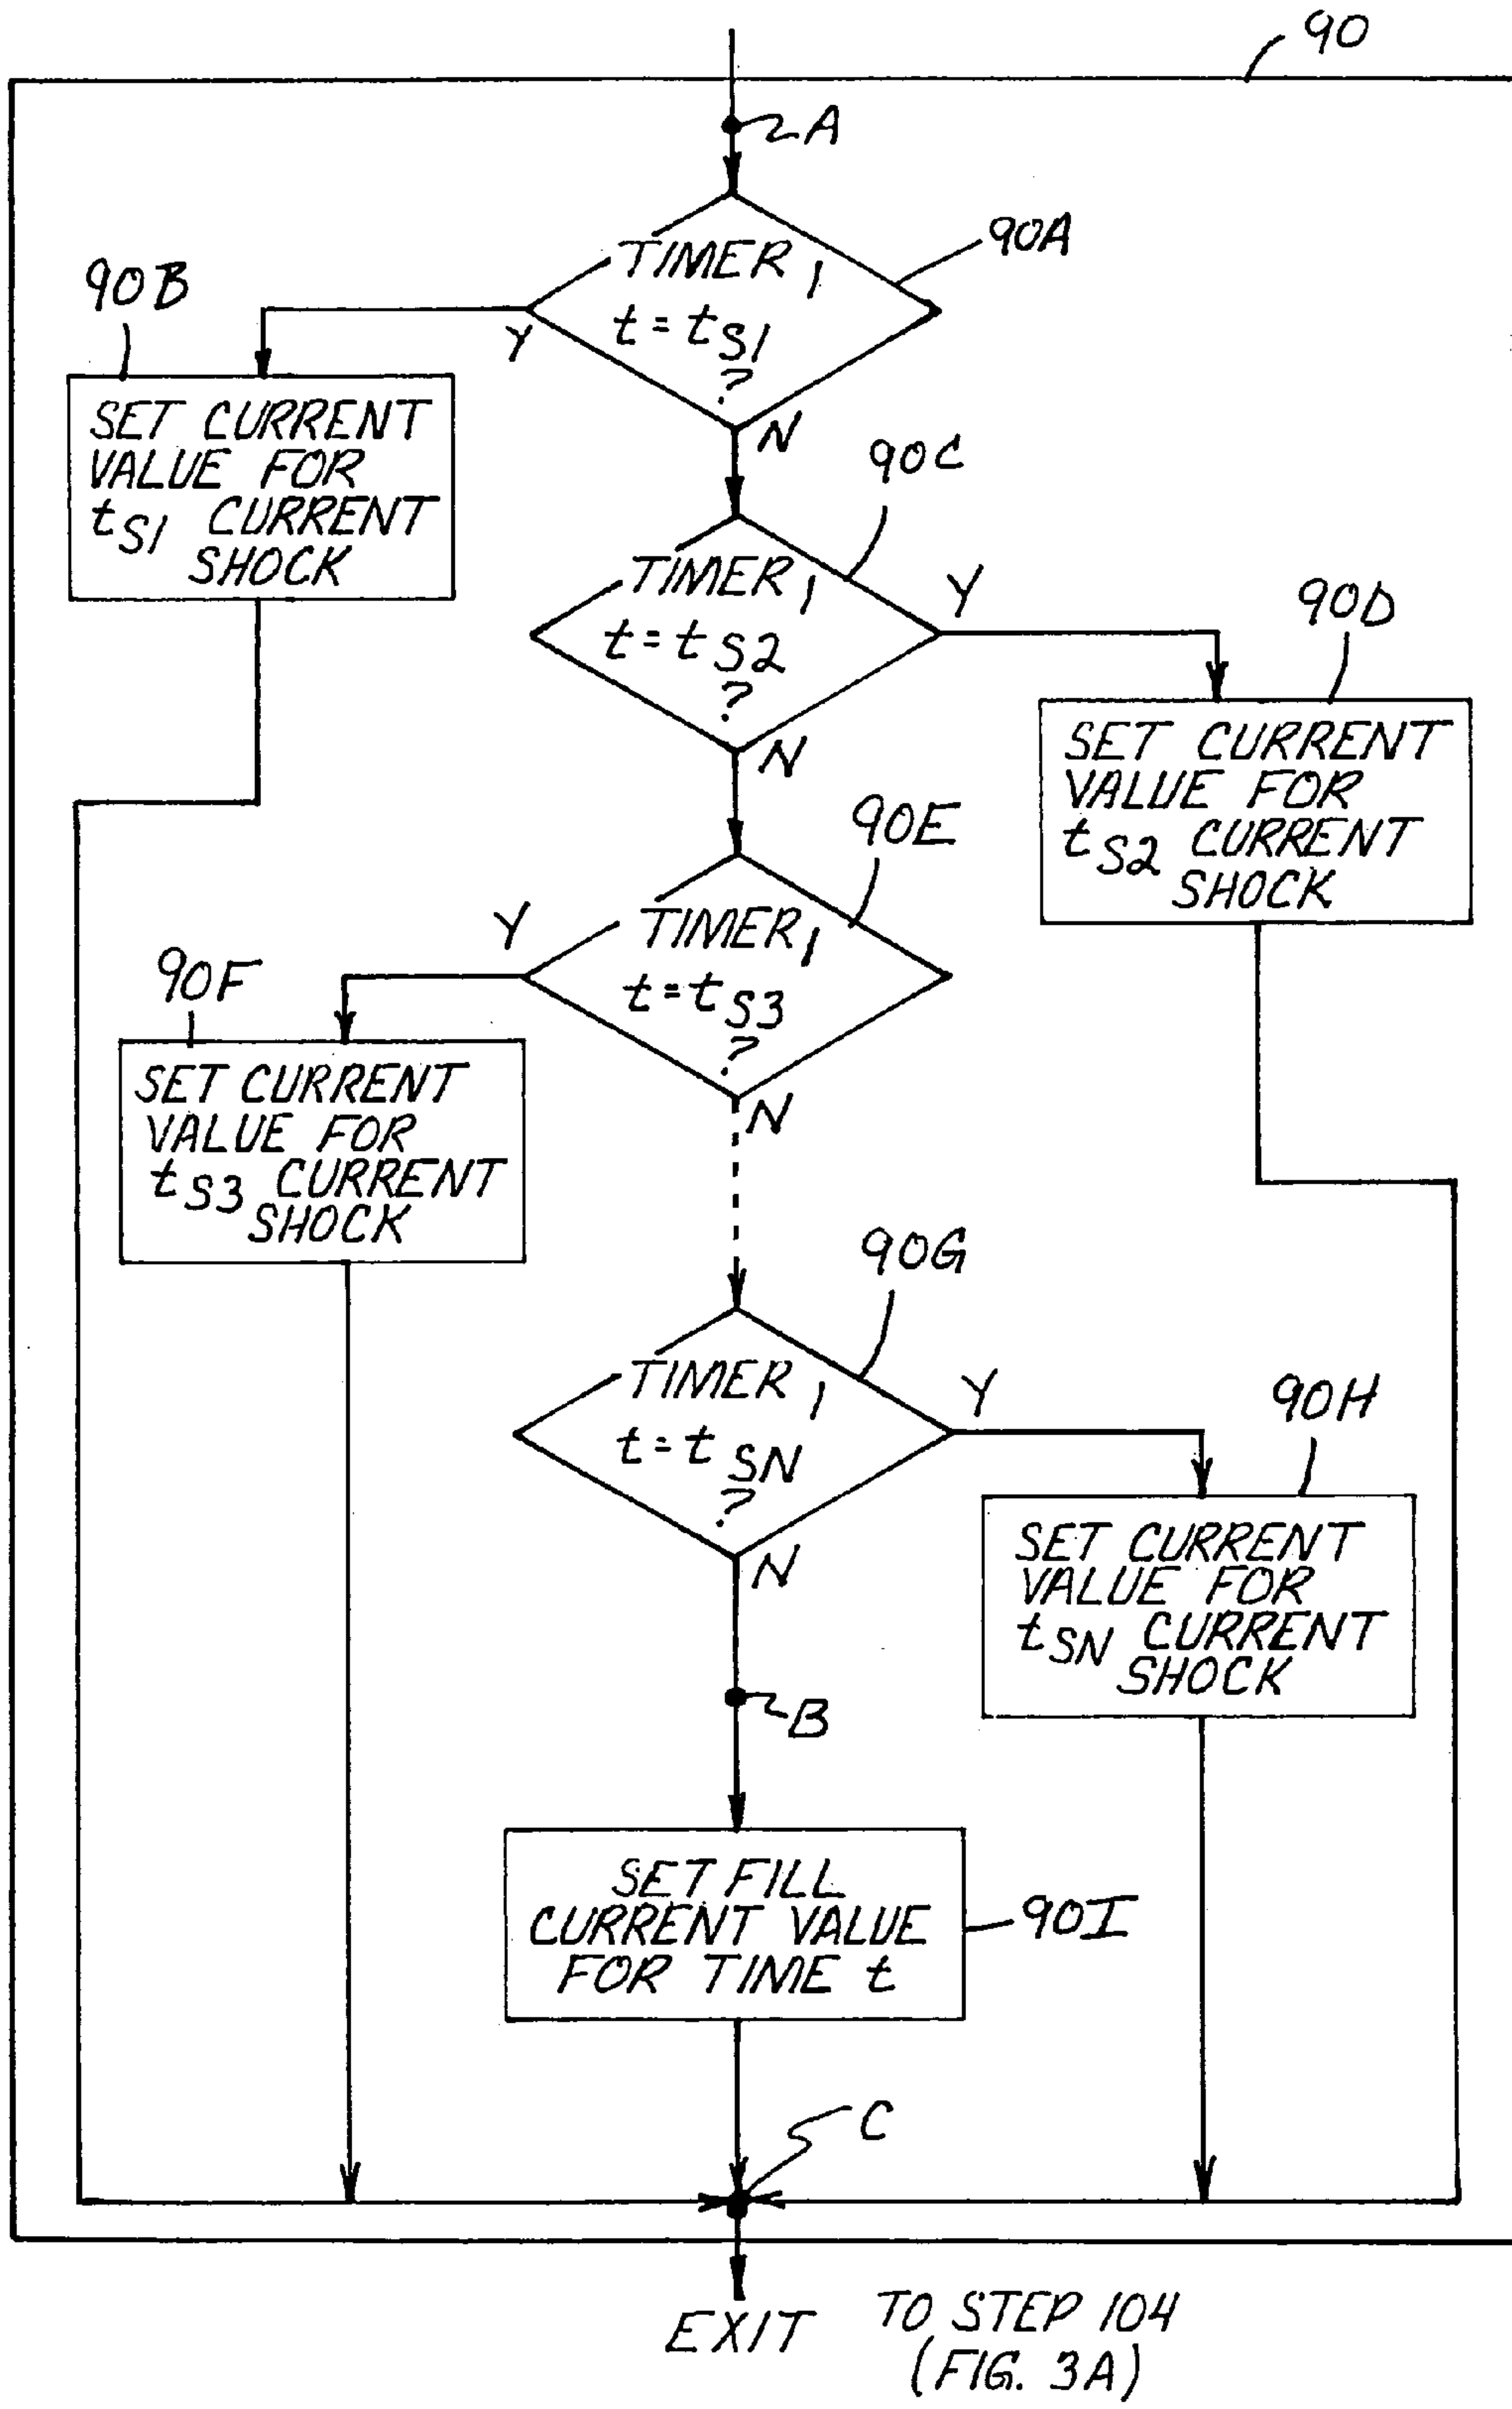 90
A
90A
TIMER 1
t = tS1
?
Y
N
90B
SET CURRENT
VALUE FOR
tS1 CURRENT
SHOCK
90C
TIMER 1
t = tS2
?
Y
N
90D
SET CURRENT
VALUE FOR
tS2 CURRENT
SHOCK
90E
TIMER 1
t = tS3
?
Y
N
90F
SET CURRENT
VALUE FOR
tS3 CURRENT
SHOCK
90G
TIMER 1
t = tSN
?
Y
N
90H
SET CURRENT
VALUE FOR
tSN CURRENT
SHOCK
B
SET FILL
CURRENT VALUE
FOR TIME t
90I
C
EXIT
TO STEP 104
(FIG. 3A)